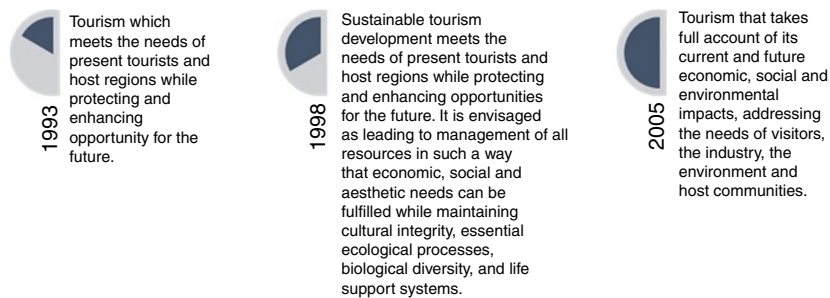 1993
Tourism which
meets the needs of
present tourists and
host regions while
protecting and
enhancing
opportunity for the
future.
1998
Sustainable tourism
development meets the
needs of present tourists and
host regions while protecting
and enhancing opportunities
for the future. It is envisaged
as leading to management of all
resources in such a way
that economic, social and
aesthetic needs can be
fulfilled while maintaining
cultural integrity, essential
ecological processes,
biological diversity, and life
support systems.
2005
Tourism that takes
full account of its
current and future
economic, social and
environmental
impacts, addressing
the needs of visitors,
the industry, the
environment and
host communities.